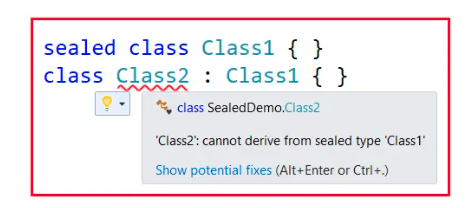 sealed class Class1 { }
class Class2 : Class1 { }
class SealedDemo.Class2
'Class2': cannot derive from sealed type 'Class1'
Show potential fixes (Alt+Enter or Ctrl+.)